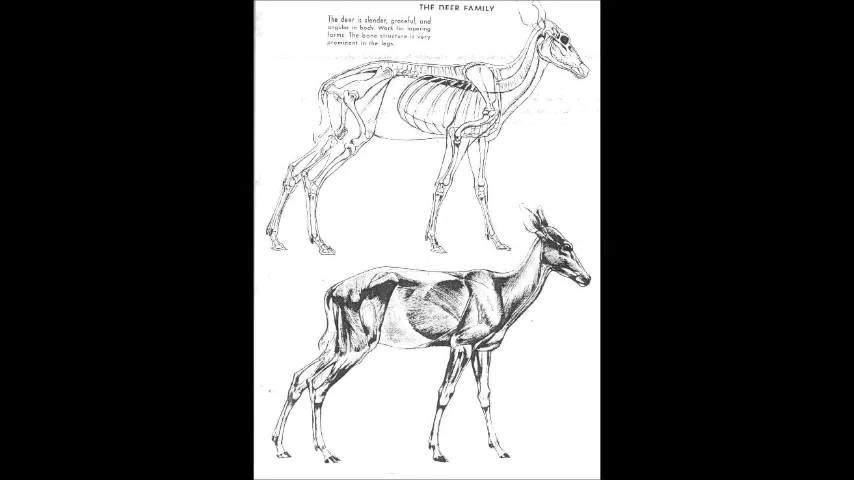 THE DEER FAMILY
The deer is slender, graceful, and
angular in body. Work for tapering
forms. The bone structure is very
prominent in the legs.